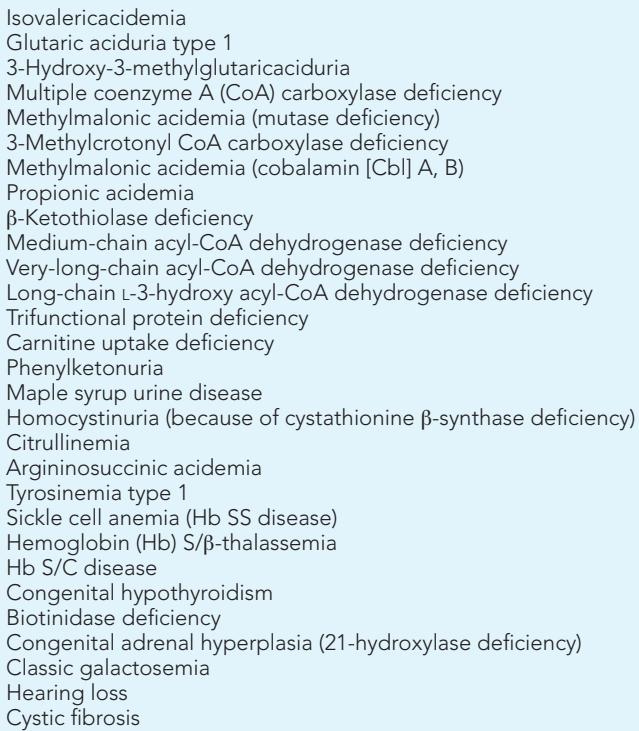 Isovalericacidemia
Glutaric aciduria type 1
3-Hydroxy-3-methylglutaricaciduria
Multiple coenzyme A (CoA) carboxylase deficiency
Methylmalonic acidemia (mutase deficiency)
3-Methylcrotonyl CoA carboxylase deficiency
Methylmalonic acidemia (cobalamin [Cbl] A, B)
Propionic acidemia
β-Ketothiolase deficiency
Medium-chain acyl-CoA dehydrogenase deficiency
Very-long-chain acyl-CoA dehydrogenase deficiency
Long-chain ʟ-3-hydroxy acyl-CoA dehydrogenase deficiency
Trifunctional protein deficiency
Carnitine uptake deficiency
Phenylketonuria
Maple syrup urine disease
Homocystinuria (because of cystathionine β-synthase deficiency)
Citrullinemia
Argininosuccinic acidemia
Tyrosinemia type 1
Sickle cell anemia (Hb SS disease)
Hemoglobin (Hb) S/β-thalassemia
Hb S/C disease
Congenital hypothyroidism
Biotinidase deficiency
Congenital adrenal hyperplasia (21-hydroxylase deficiency)
Classic galactosemia
Hearing loss
Cystic fibrosis